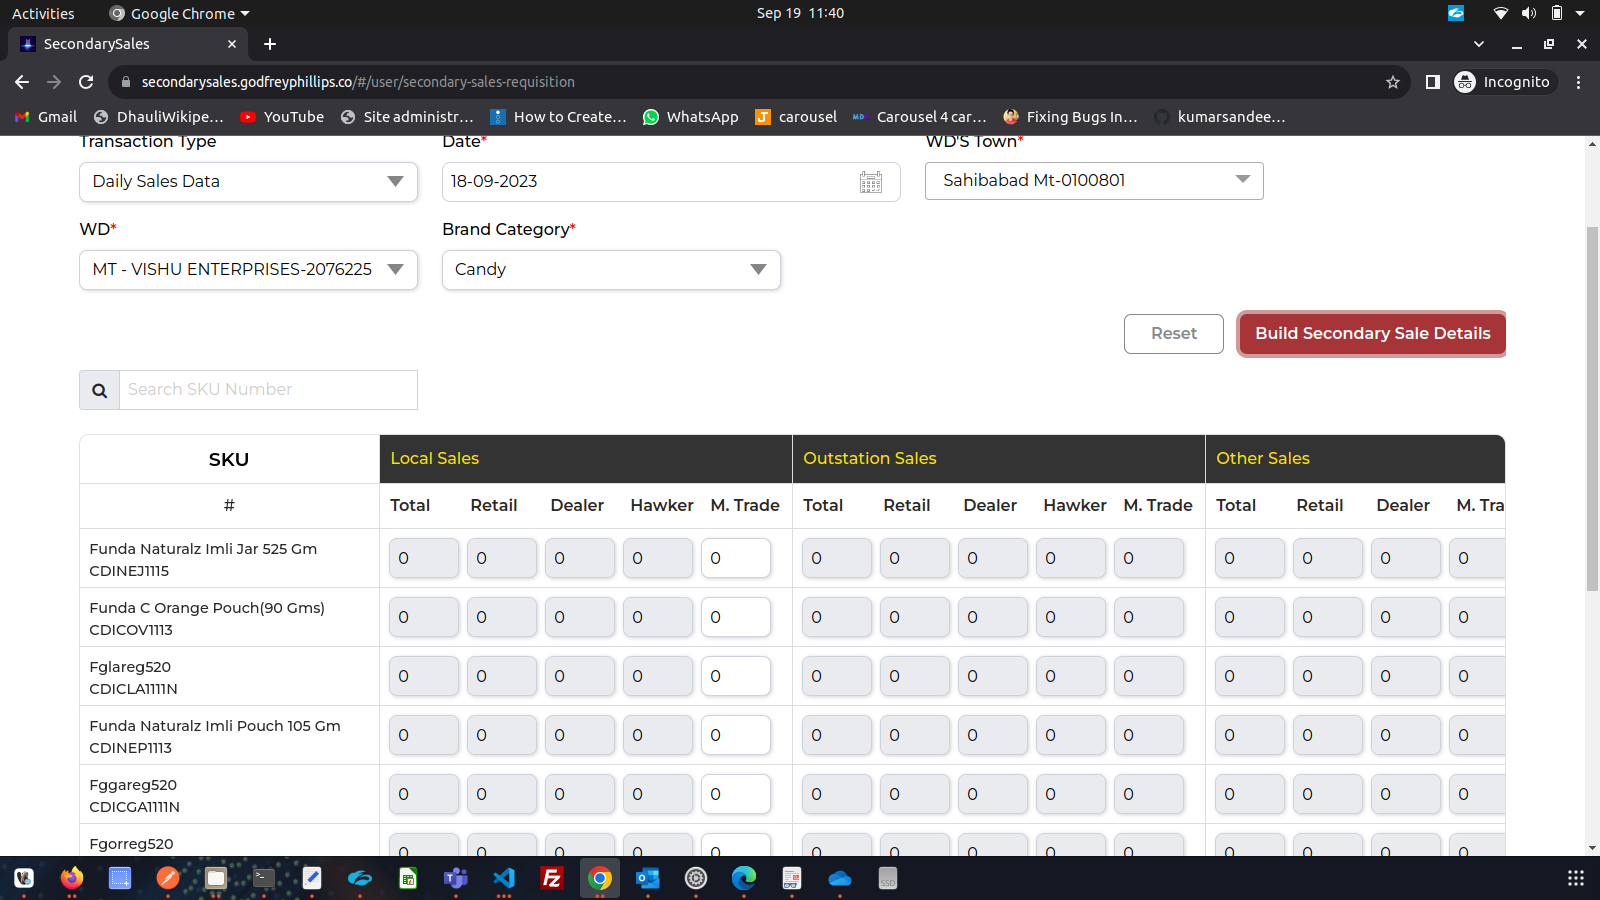 Activities Google Chrome Sep 19 11:40
SecondarySales
secondarysales.godfreyphillips.co/#/user/secondary-sales-requisition Incognito
Gmail DhauliWikipe... YouTube Site administr... How to Create... WhatsApp carousel Carousel 4 car... Fixing Bugs In... kumarsandee...
Transaction Type Date* WD'S Town*
Daily Sales Data 18-09-2023 Sahibabad Mt-0100801
WD* Brand Category*
MT - VISHU ENTERPRISES-2076225 Candy
Reset Build Secondary Sale Details
Search SKU Number
SKU Local Sales Outstation Sales Other Sales
# Total Retail Dealer Hawker M. Trade Total Retail Dealer Hawker M. Trade Total Retail Dealer M. Tra
Funda Naturalz Imli Jar 525 Gm
CDINEJ1115 0 0 0 0 0 0 0 0 0 0 0 0 0 0
Funda C Orange Pouch(90 Gms)
CDICOV1113 0 0 0 0 0 0 0 0 0 0 0 0 0 0
Fglareg520
CDICLA1111N 0 0 0 0 0 0 0 0 0 0 0 0 0 0
Funda Naturalz Imli Pouch 105 Gm
CDINEP1113 0 0 0 0 0 0 0 0 0 0 0 0 0 0
Fggareg520
CDICGA1111N 0 0 0 0 0 0 0 0 0 0 0 0 0 0
Fgorreg520
0 0 0 0 0 0 0 0 0 0 0 0 0 0
SSD